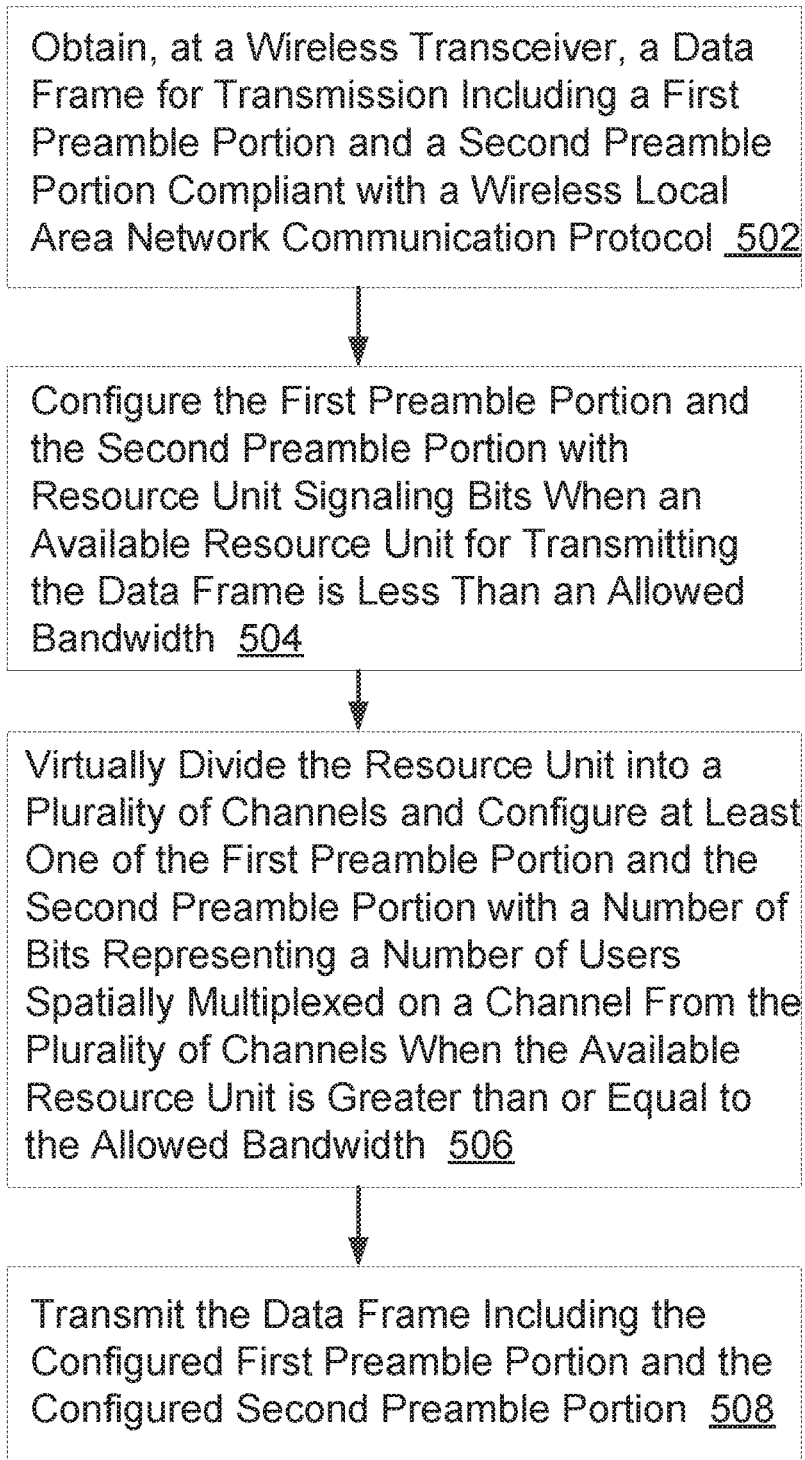 Obtain, at a Wireless Transceiver, a Data
Frame for Transmission Including a First
Preamble Portion and a Second Preamble
Portion Compliant with a Wireless Local
Area Network Communication Protocol 502
Configure the First Preamble Portion and
the Second Preamble Portion with
Resource Unit Signaling Bits When an
Available Resource Unit for Transmitting
the Data Frame is Less Than an Allowed
Bandwidth 504
Virtually Divide the Resource Unit into a
Plurality of Channels and Configure at Least
One of the First Preamble Portion and the
Second Preamble Portion with a Number of
Bits Representing a Number of Users
Spatially Multiplexed on a Channel From the
Plurality of Channels When the Available
Resource Unit is Greater than or Equal to
the Allowed Bandwidth 506
Transmit the Data Frame Including the
Configured First Preamble Portion and the
Configured Second Preamble Portion 508